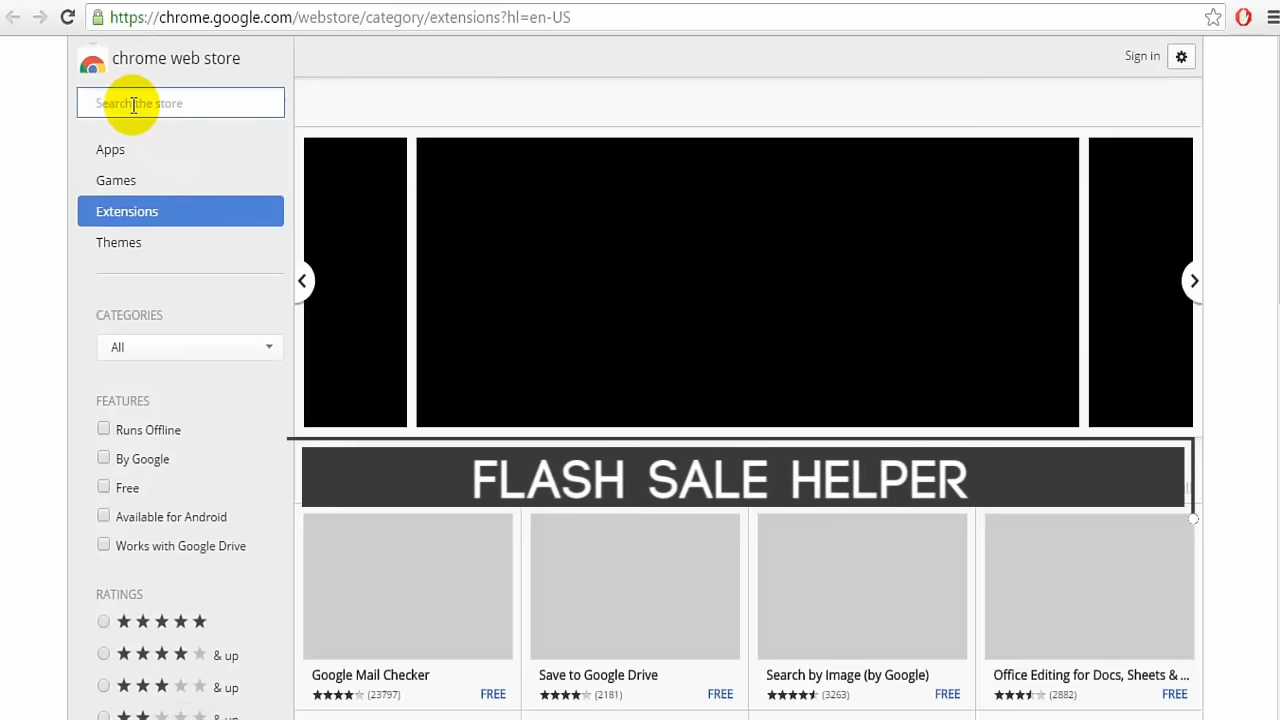 https://chrome.google.com/webstore/category/extensions?hl=en-US
chrome web store
Sign in
Search the store
Apps
Games
Extensions
Themes
CATEGORIES
All
FEATURES
Runs Offline
By Google
Free
Available for Android
Works with Google Drive
RATINGS
& up
& up
& up
FLASH SALE HELPER
Google Mail Checker
(23797) FREE
Save to Google Drive
(2181) FREE
Search by Image (by Google)
(3263) FREE
Office Editing for Docs, Sheets & ...
(2882) FREE